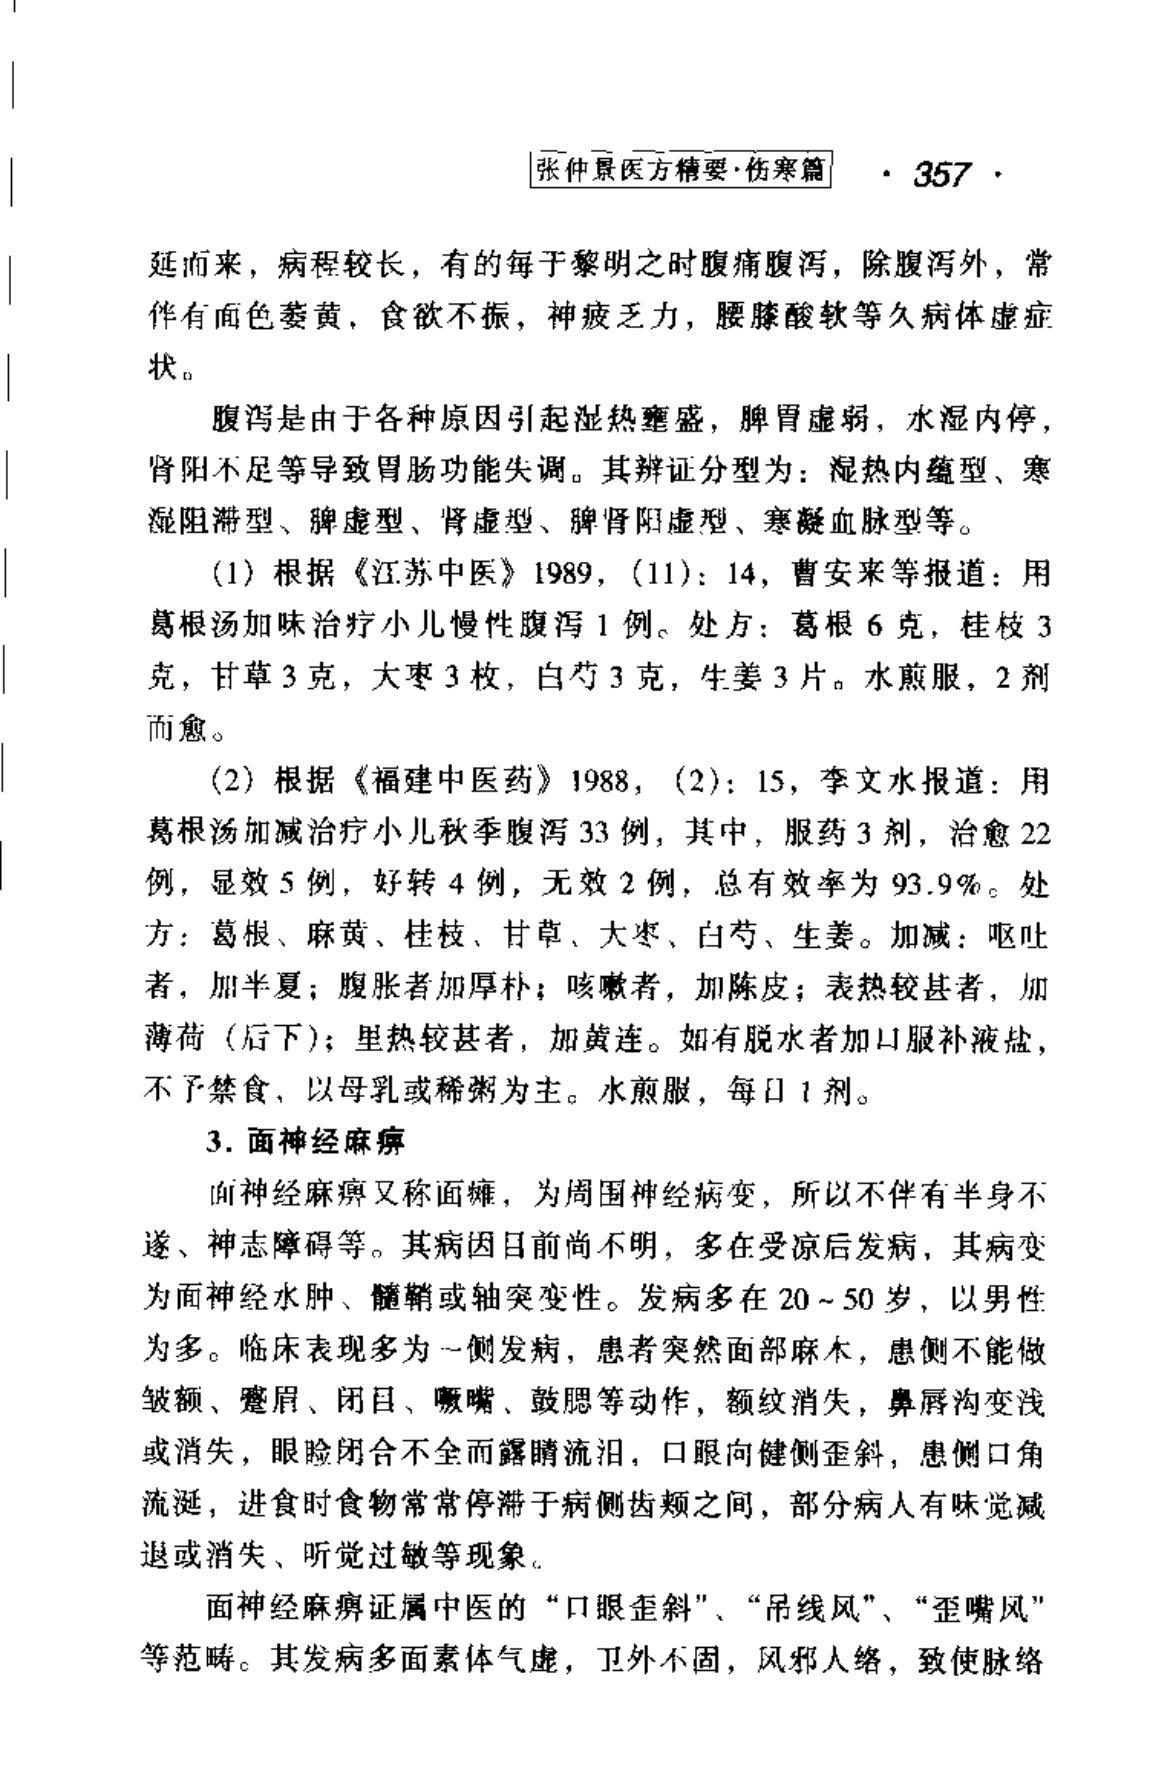 张仲景医方精要·伤寒篇 · 357 ·
延而来，病程较长，有的每于黎明之时腹痛腹泻，除腹泻外，常
伴有面色萎黄，食欲不振，神疲乏力，腰膝酸软等久病体虚症
状。
腹泻是由于各种原因引起湿热壅盛，脾胃虚弱，水湿内停，
肾阳不足等导致胃肠功能失调。其辨证分型为：湿热内蕴型、寒
湿阻滞型、脾虚型、肾虚型、脾肾阳虚型、寒凝血脉型等。
（1）根据《江苏中医》1989，（11）：14，曹安来等报道：用
葛根汤加味治疗小儿慢性腹泻 1 例。处方：葛根 6 克，桂枝 3
克，甘草 3 克，大枣 3 枚，白芍 3 克，生姜 3 片。水煎服，2 剂
而愈。
（2）根据《福建中医药》1988，（2）：15，李文水报道：用
葛根汤加减治疗小儿秋季腹泻 33 例，其中，服药 3 剂，治愈 22
例，显效 5 例，好转 4 例，无效 2 例，总有效率为 93.9%。处
方：葛根、麻黄、桂枝、甘草、大枣、白芍、生姜。加减：呕吐
者，加半夏；腹胀者加厚朴；咳嗽者，加陈皮；表热较甚者，加
薄荷（后下）；里热较甚者，加黄连。如有脱水者加口服补液盐，
不予禁食、以母乳或稀粥为主。水煎服，每日 1 剂。
3. 面神经麻痹
面神经麻痹又称面瘫，为周围神经病变，所以不伴有半身不
遂、神志障碍等。其病因目前尚不明，多在受凉后发病，其病变
为面神经水肿、髓鞘或轴突变性。发病多在 20～50 岁，以男性
为多。临床表现多为一侧发病，患者突然面部麻木，患侧不能做
皱额、蹙眉、闭目、噘嘴、鼓腮等动作，额纹消失，鼻唇沟变浅
或消失，眼睑闭合不全而露睛流泪，口眼向健侧歪斜，患侧口角
流涎，进食时食物常常停滞于病侧齿颊之间，部分病人有味觉减
退或消失、听觉过敏等现象。
面神经麻痹证属中医的“口眼歪斜”、“吊线风”、“歪嘴风”
等范畴。其发病多面素体气虚，卫外不固，风邪人络，致使脉络